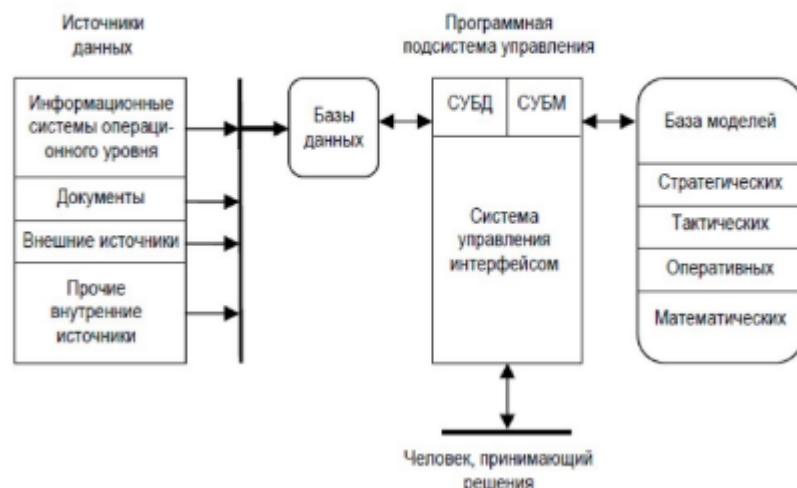 Источники
данных
Информационные
системы операци-
онного уровня
Документы
Внешние источники
Прочие
внутренние
источники
Базы
данных
Программная
подсистема управления
СУБД
СУБМ
Система
управления
интерфейсом
База моделей
Стратегических
Тактических
Оперативных
Математических
Человек, принимающий
решения